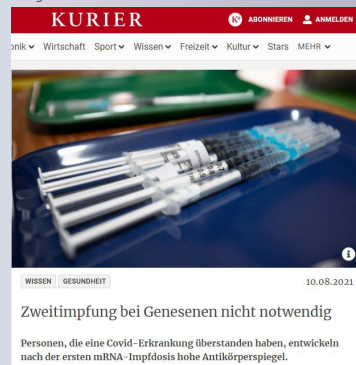 KURIER
K+ ABONNIEREN ANMELDEN
onik Wirtschaft Sport Wissen Freizeit Kultur Stars MEHR
WISSEN GESUNDHEIT 10.08.2021
Zweitimpfung bei Genesenen nicht notwendig
Personen, die eine Covid-Erkrankung überstanden haben, entwickeln
nach der ersten mRNA-Impfdosis hohe Antikörperspiegel.